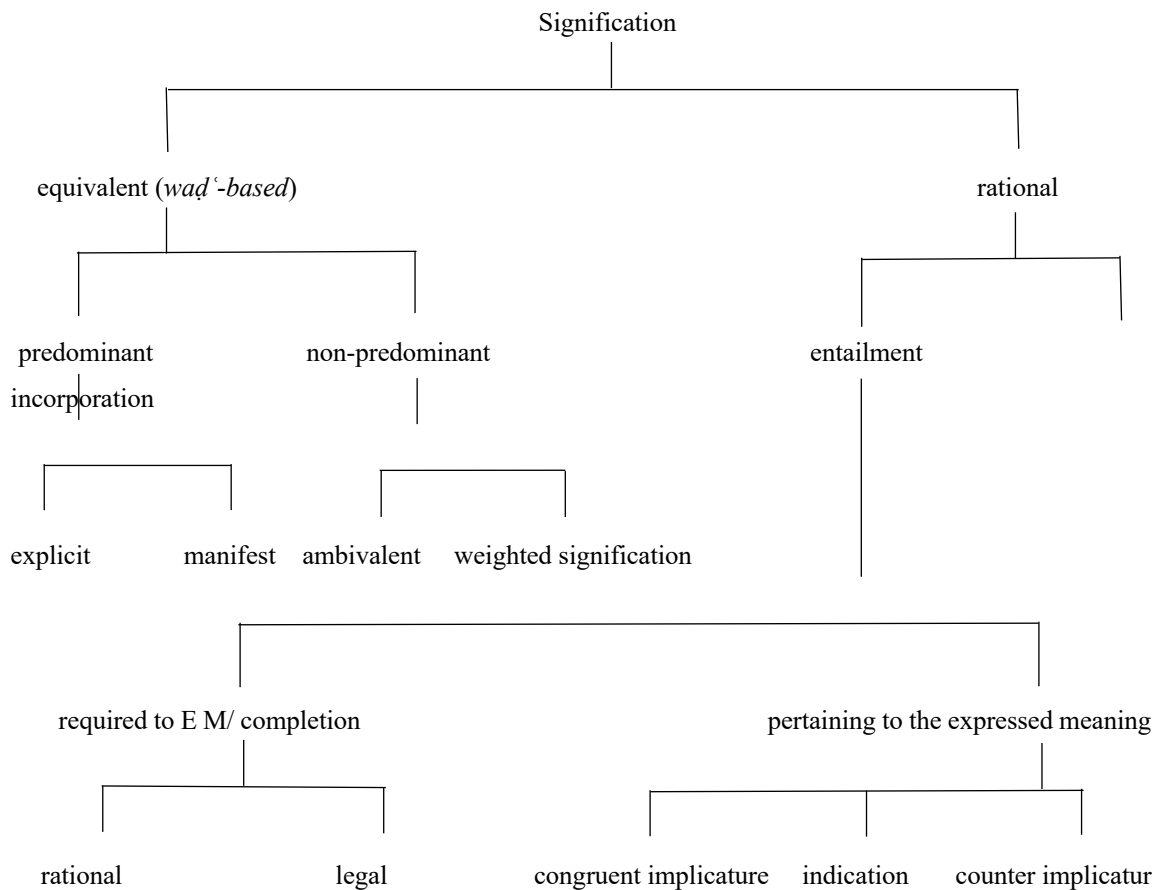 Signification
equivalent (waḍʿ-based) rational
predominant non-predominant entailment
incorporation
explicit manifest ambivalent weighted signification
required to E M/ completion pertaining to the expressed meaning
rational legal congruent implicature indication counter implicatur